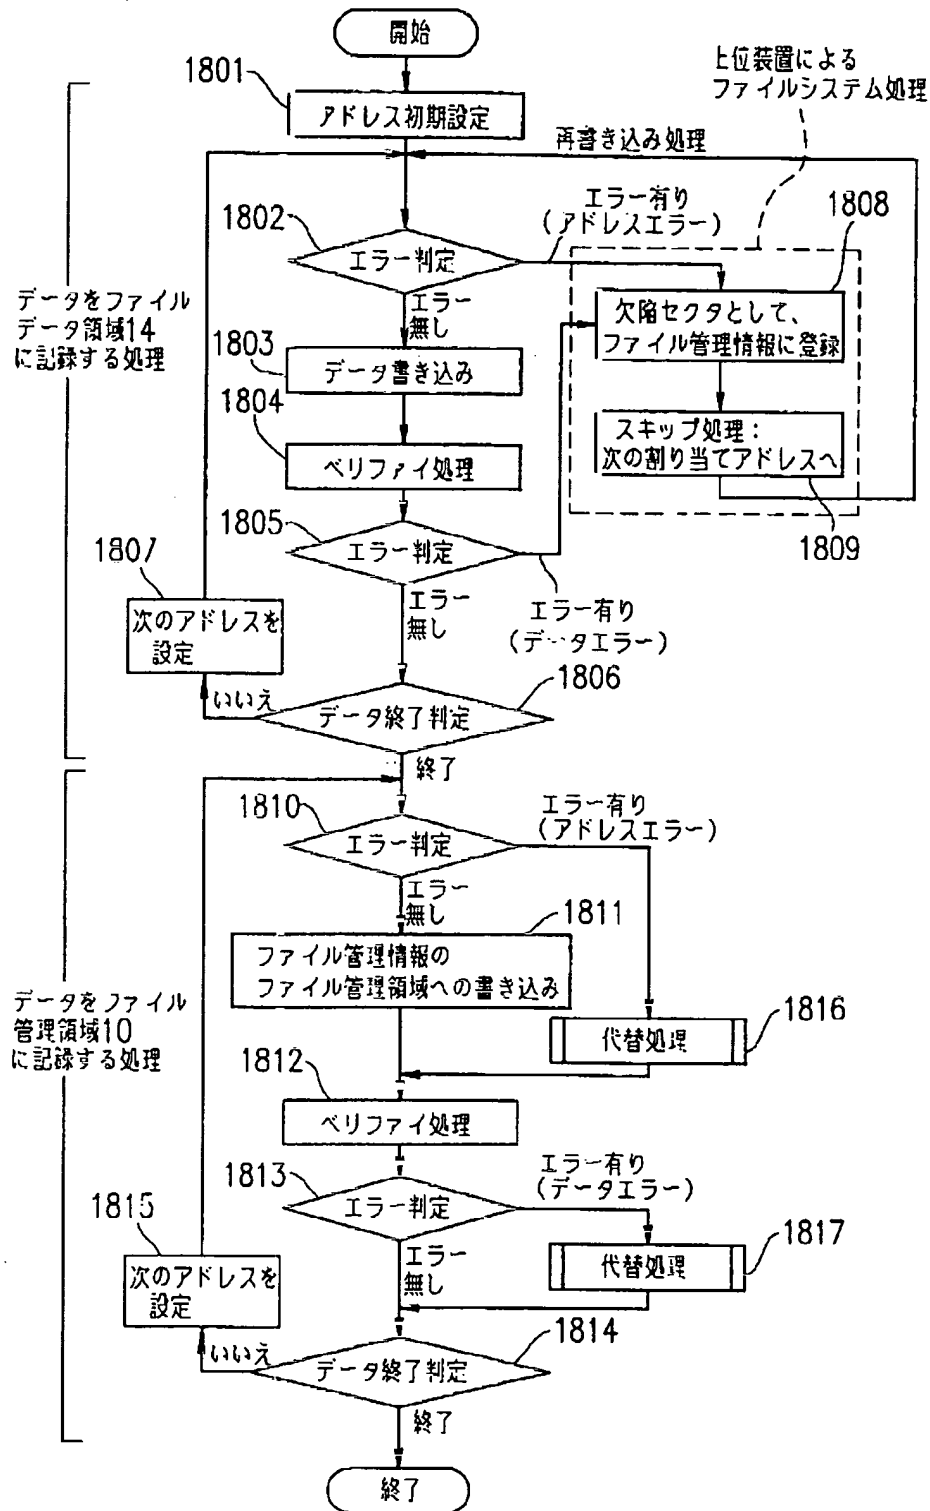 開始
1801
アドレス初期設定
上位装置による
ファイルシステム処理
再書き込み処理
1802
エラー判定
エラー有り
(アドレスエラー)
1808
欠陥セクタとして、
ファイル管理情報に登録
データをファイル
データ領域14
に記録する処理
エラー
無し
1803
データ書き込み
1804
ベリファイ処理
スキップ処理:
次の割り当てアドレスへ
1809
1805
エラー判定
エラー有り
(データエラー)
1807
次のアドレスを
設定
エラー
無し
1806
いいえ
データ終了判定
終了
1810
エラー判定
エラー有り
(アドレスエラー)
エラー
無し
1811
ファイル管理情報の
ファイル管理領域への書き込み
データをファイル
管理領域10
に記録する処理
1816
代替処理
1812
ベリファイ処理
1813
エラー判定
エラー有り
(データエラー)
1815
次のアドレスを
設定
エラー
無し
1817
代替処理
1814
いいえ
データ終了判定
終了
終了